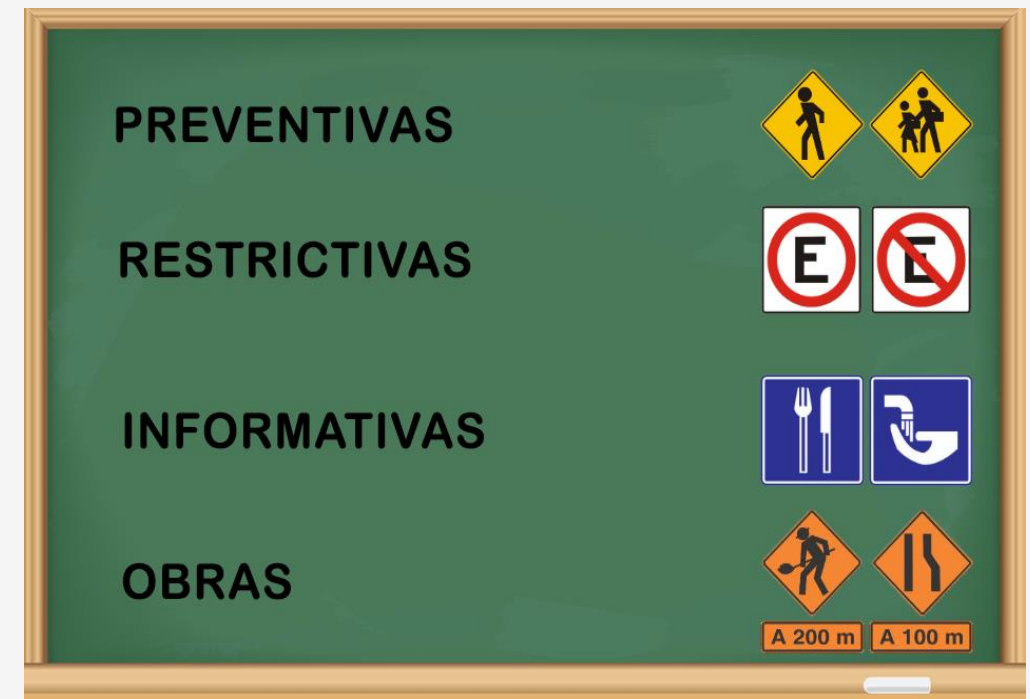 PREVENTIVAS
RESTRICTIVAS
E E
INFORMATIVAS
OBRAS
A 200 m A 100 m